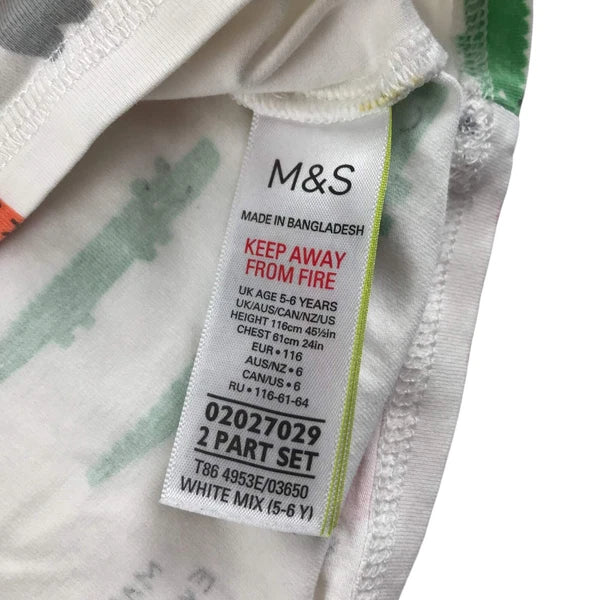 M&S
MADE IN BANGLADESH
KEEP AWAY
FROM FIRE
UK AGE 5-6 YEARS
UK/AUS/CAN/NZ/US
HEIGHT 116cm 45½in
CHEST 61cm 24in
EUR • 116
AUS/NZ • 6
CAN/US • 6
RU • 116-61-64
02027029
2 PART SET
T86 4953E/03650
WHITE MIX (5-6 Y)